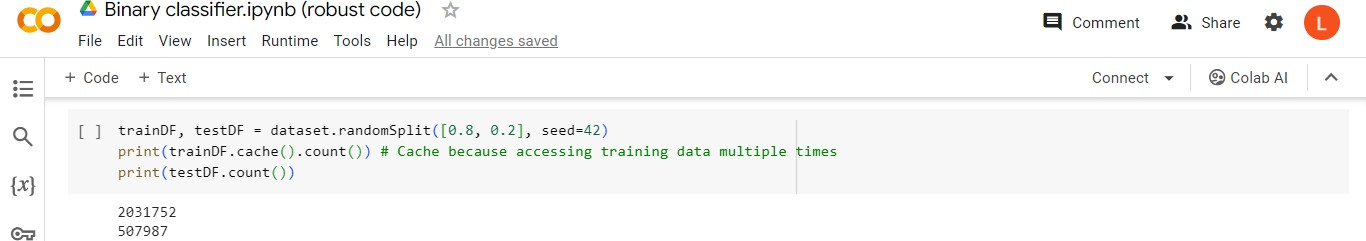 Binary classifier.ipynb (robust code)
File Edit View Insert Runtime Tools Help All changes saved
Comment Share L
+ Code + Text Connect Colab AI
[ ] trainDF, testDF = dataset.randomSplit([0.8, 0.2], seed=42)
print(trainDF.cache().count()) # Cache because accessing training data multiple times
print(testDF.count())
{x}
2031752
507987